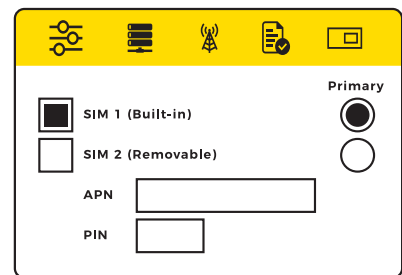 Primary
SIM 1 (Built-in)
SIM 2 (Removable)
APN
PIN